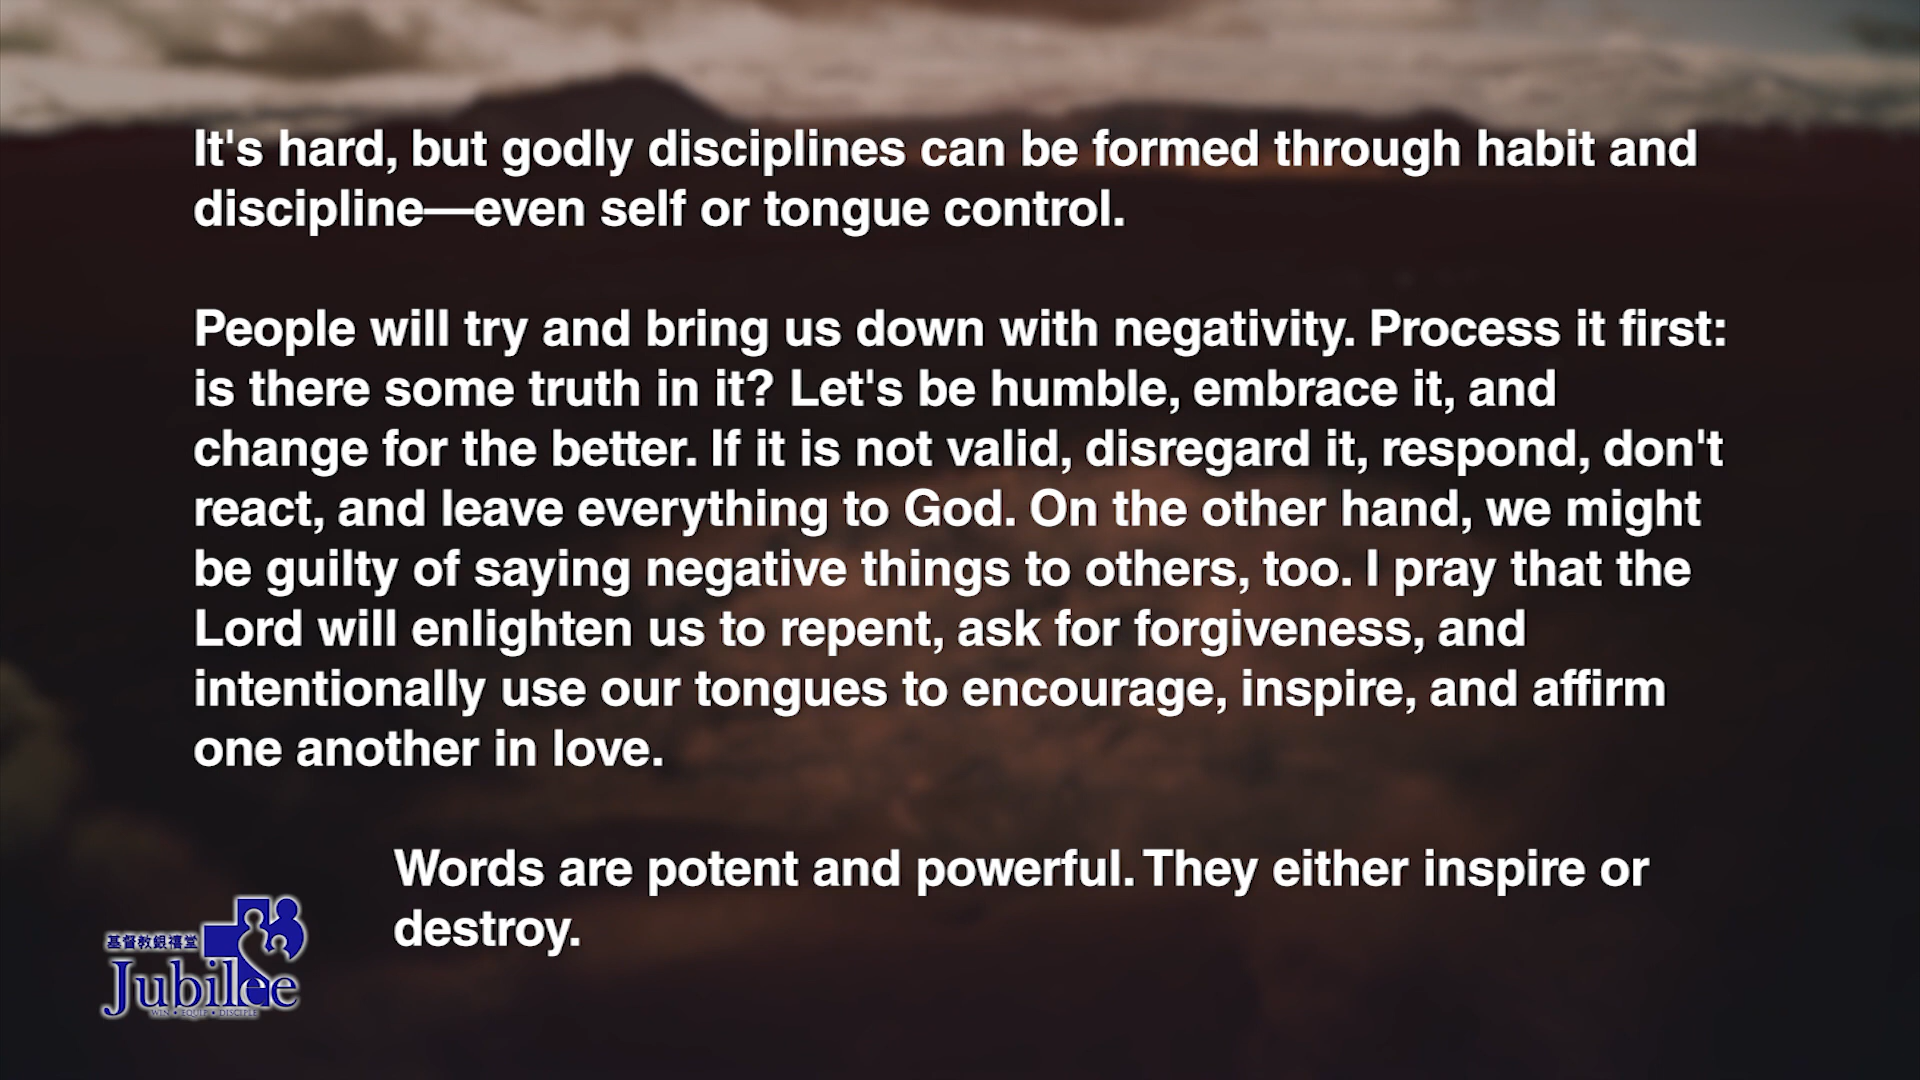 It's hard, but godly disciplines can be formed through habit and
discipline—even self or tongue control.
People will try and bring us down with negativity. Process it first:
is there some truth in it? Let's be humble, embrace it, and
change for the better. If it is not valid, disregard it, respond, don't
react, and leave everything to God. On the other hand, we might
be guilty of saying negative things to others, too. I pray that the
Lord will enlighten us to repent, ask for forgiveness, and
intentionally use our tongues to encourage, inspire, and affirm
one another in love.
Words are potent and powerful. They either inspire or
destroy.
基督教銀禧堂
Jubilee
WIN • EQUIP • DISCIPLE